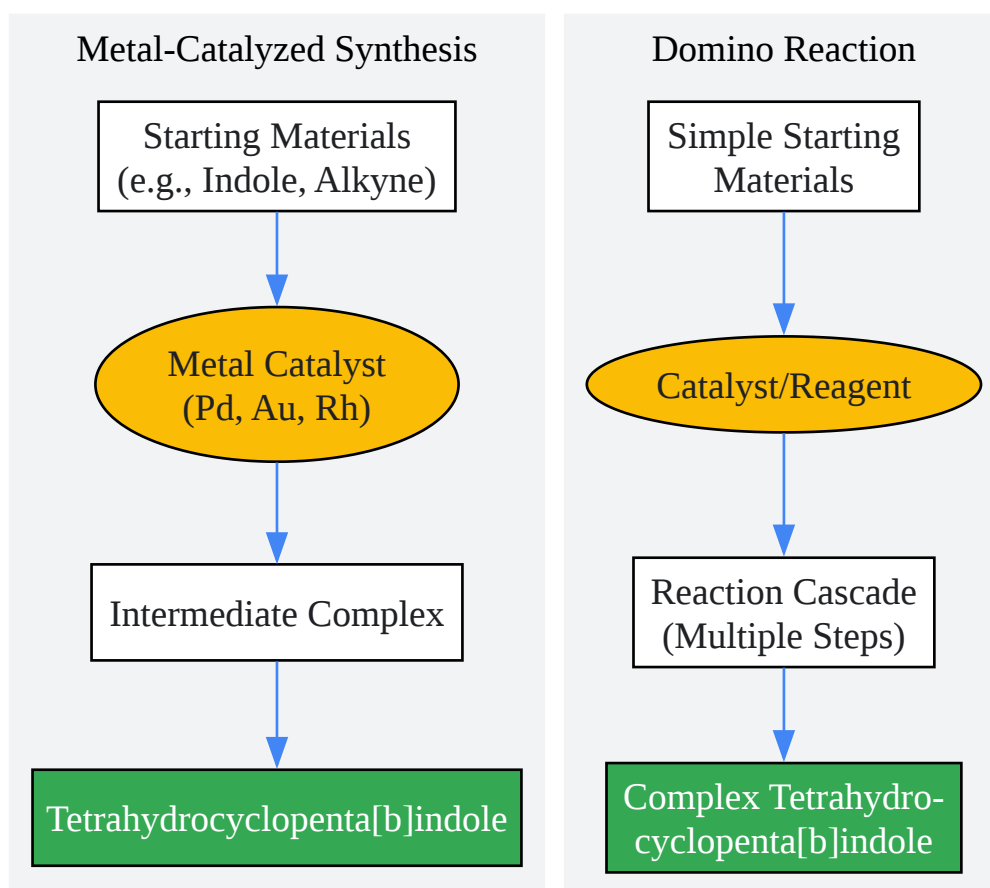 Metal-Catalyzed Synthesis
Starting Materials
(e.g., Indole, Alkyne)
Metal Catalyst
(Pd, Au, Rh)
Intermediate Complex
Tetrahydrocyclopenta[b]indole
Domino Reaction
Simple Starting
Materials
Catalyst/Reagent
Reaction Cascade
(Multiple Steps)
Complex Tetrahydro-
cyclopenta[b]indole